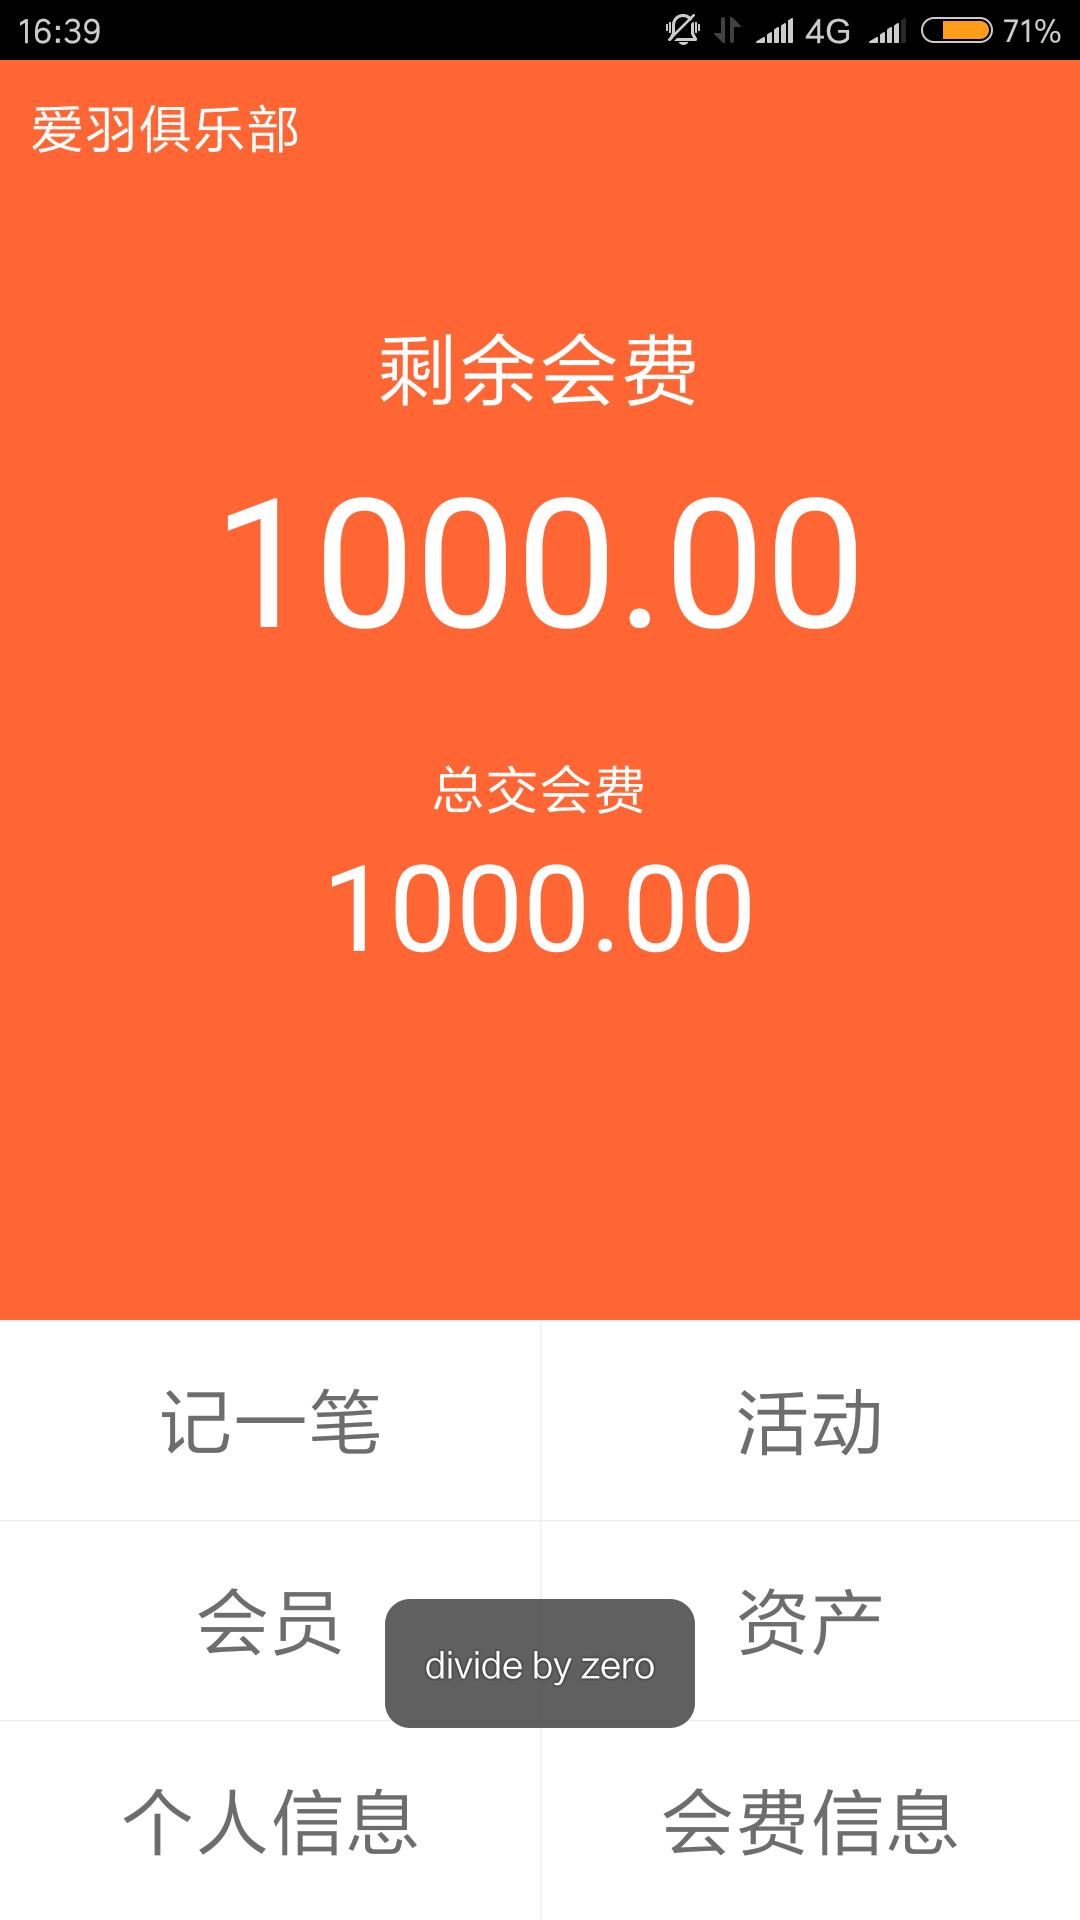 16:39 4G 71%
爱羽俱乐部
剩余会费
1000.00
总交会费
1000.00
记一笔 活动
会员 资产
divide by zero
个人信息 会费信息